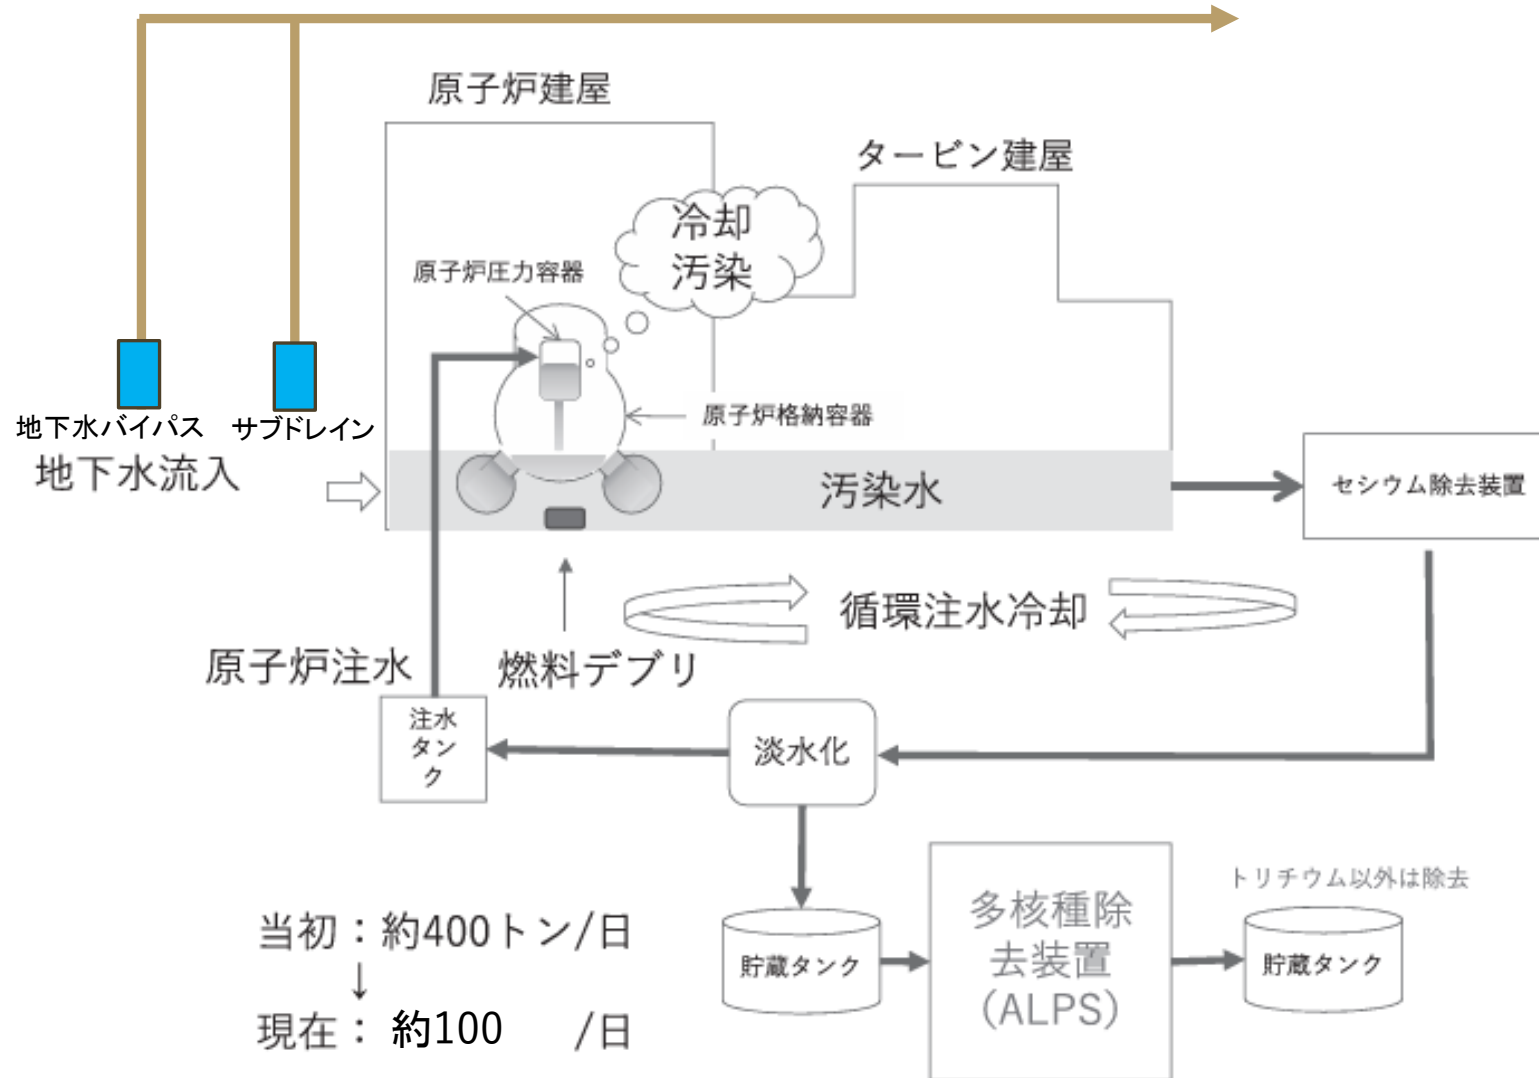 原子炉建屋
タービン建屋
冷却
汚染
原子炉圧力容器
原子炉格納容器
地下水バイパス
サブドレイン
地下水流入
汚染水
セシウム除去装置
循環注水冷却
原子炉注水
燃料デブリ
注水
タン
ク
淡水化
トリチウム以外は除去
多核種除
去装置
(ALPS)
貯蔵タンク
貯蔵タンク
当初：約400トン/日
↓
現在： 約100 /日